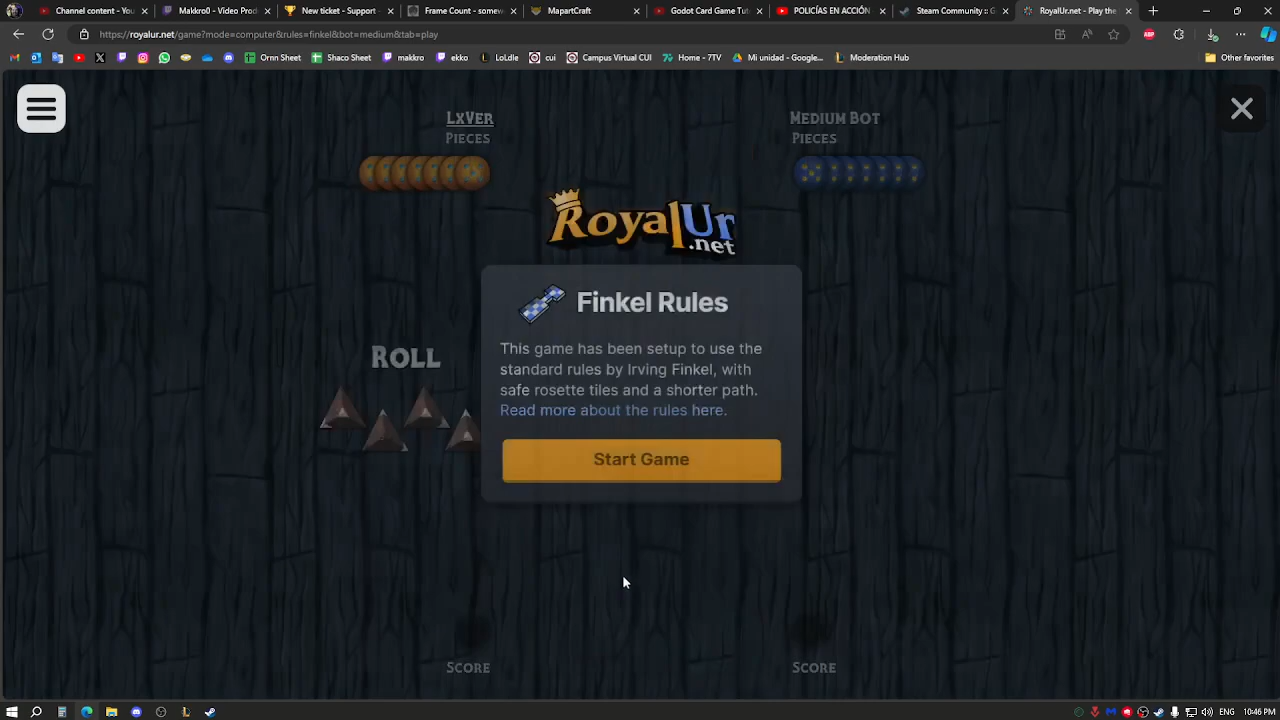 Channel content - You
Makkro0 - Video Prod
New ticket - Support -
Frame Count - somew
MapartCraft
Godot Card Game Tut
POLICÍAS EN ACCIÓN
Steam Community :: G
RoyalUr.net - Play the
https://royalur.net/game?mode=computer&rules=finkel&bot=medium&tab=play
Ornn Sheet
Shaco Sheet
makkro
ekko
LoLdle
cui
Campus Virtual CUI
Home - 7TV
Mi unidad - Google...
Moderation Hub
Other favorites
LxVer
PIECES
MEDIUM BOT
PIECES
RoyalUr
.net
Finkel Rules
This game has been setup to use the
standard rules by Irving Finkel, with
safe rosette tiles and a shorter path.
Read more about the rules here.
Start Game
ROLL
SCORE
SCORE
ENG
10:46 PM